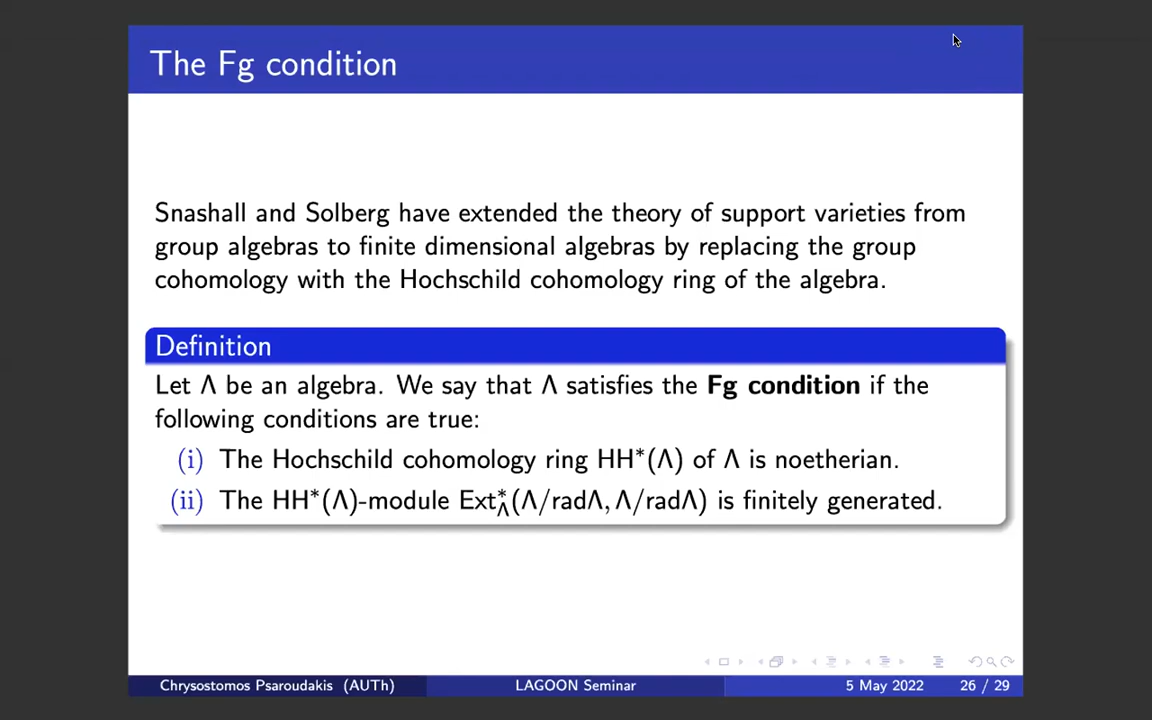 The Fg condition
Snashall and Solberg have extended the theory of support varieties from
group algebras to finite dimensional algebras by replacing the group
cohomology with the Hochschild cohomology ring of the algebra.
Definition
Let Λ be an algebra. We say that Λ satisfies the Fg condition if the
following conditions are true:
(i) The Hochschild cohomology ring HH*(Λ) of Λ is noetherian.
(ii) The HH*(Λ)-module Ext*_Λ(Λ/radΛ, Λ/radΛ) is finitely generated.
Chrysostomos Psaroudakis (AUTh) LAGOON Seminar 5 May 2022 26 / 29